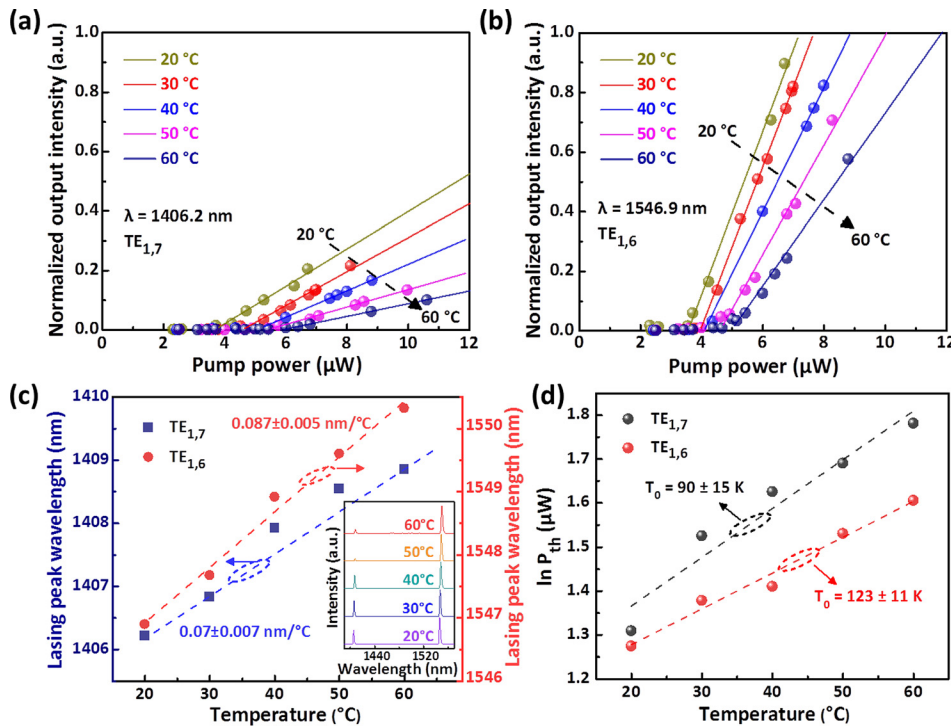 (a)
Normalized output intensity (a.u.)
1.0
0.8
0.6
0.4
0.2
0.0
20 °C
30 °C
40 °C
50 °C
60 °C
λ = 1406.2 nm
TE1,7
20 °C
60 °C
2 4 6 8 10 12
Pump power (μW)
(b)
Normalized output intensity (a.u.)
1.0
0.8
0.6
0.4
0.2
0.0
20 °C
30 °C
40 °C
50 °C
60 °C
20 °C
λ = 1546.9 nm
TE1,6
60 °C
2 4 6 8 10 12
Pump power (μW)
(c)
Lasing peak wavelength (nm)
1410
1409
1408
1407
1406
TE1,7
TE1,6
0.087±0.005 nm/°C
0.07±0.007 nm/°C
Intensity (a.u.)
60°C
50°C
40°C
30°C
20°C
1440 1520
Wavelength (nm)
1550
1549
1548
1547
1546
Lasing peak wavelength (nm)
20 30 40 50 60
Temperature (°C)
(d)
ln Pth (μW)
1.8
1.7
1.6
1.5
1.4
1.3
1.2
TE1,7
TE1,6
T0 = 90 ± 15 K
T0 = 123 ± 11 K
20 30 40 50 60
Temperature (°C)